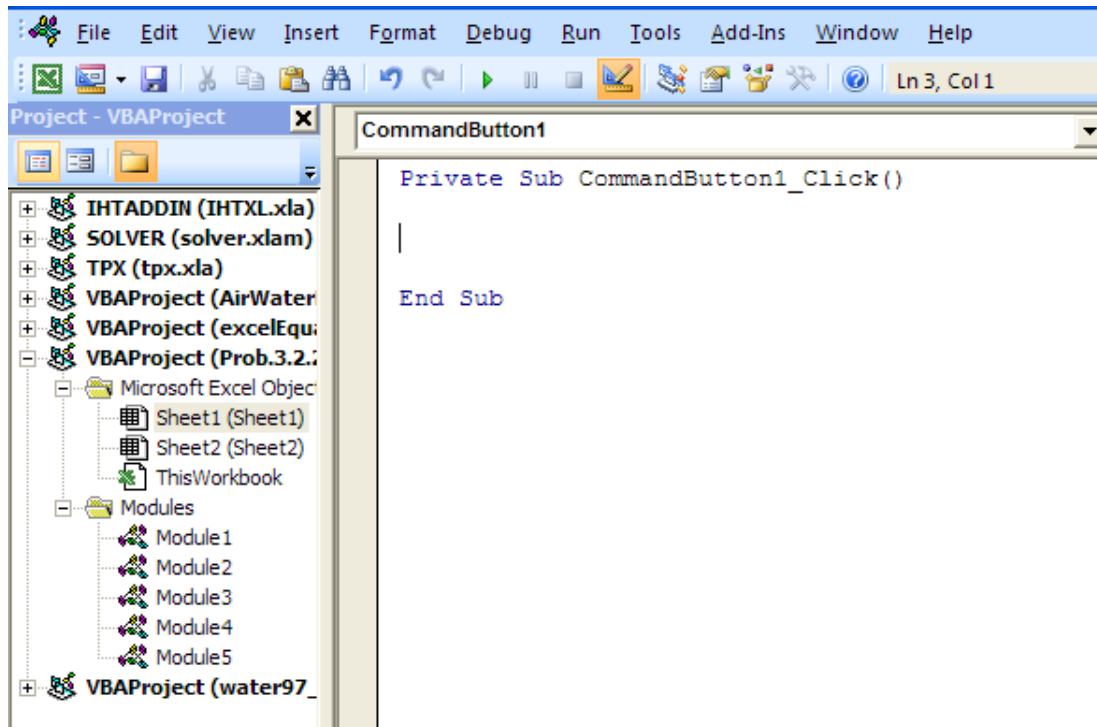 File Edit View Insert Format Debug Run Tools Add-Ins Window Help
Ln 3, Col 1
Project - VBAProject
CommandButton1
Private Sub CommandButton1_Click()
End Sub
IHTADDIN (IHTXL.xla)
SOLVER (solver.xlam)
TPX (tpx.xla)
VBAProject (AirWater
VBAProject (excelEqua
VBAProject (Prob.3.2.2
Microsoft Excel Object
Sheet1 (Sheet1)
Sheet2 (Sheet2)
ThisWorkbook
Modules
Module1
Module2
Module3
Module4
Module5
VBAProject (water97_